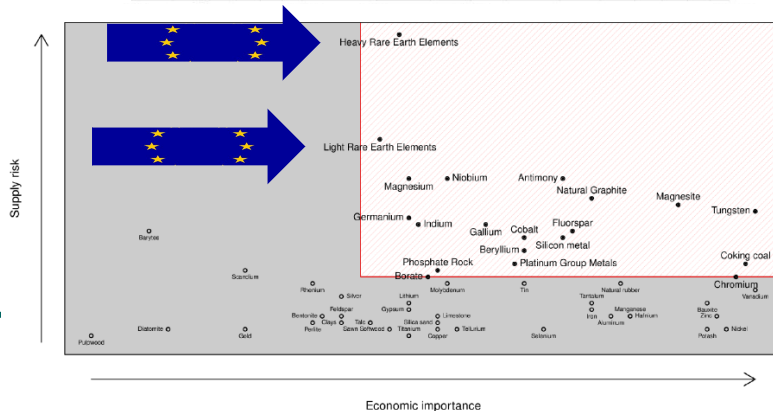 Heavy Rare Earth Elements
Light Rare Earth Elements
Magnesium
Niobium
Antimony
Natural Graphite
Magnesite
Tungsten
Germanium
Indium
Gallium
Cobalt
Fluorspar
Silicon metal
Beryllium
Barytes
Coking coal
Phosphate Rock
Platinum Group Metals
Scandium
Borate
Chromium
Rhenium
Molybdenum
Tin
Natural rubber
Vanadium
Silver
Lithium
Tantalum
Feldspar
Gypsum
Bauxite
Manganese
Iron
Bentonite
Limestone
Zinc
Hafnium
Clays
Talc
Silica sand
Aluminum
Perlite
Diatomite
Gold
Sawn Softwood
Titanium
Tellurium
Copper
Selenium
Potash
Nickel
Pulpwood
Supply risk
Economic importance